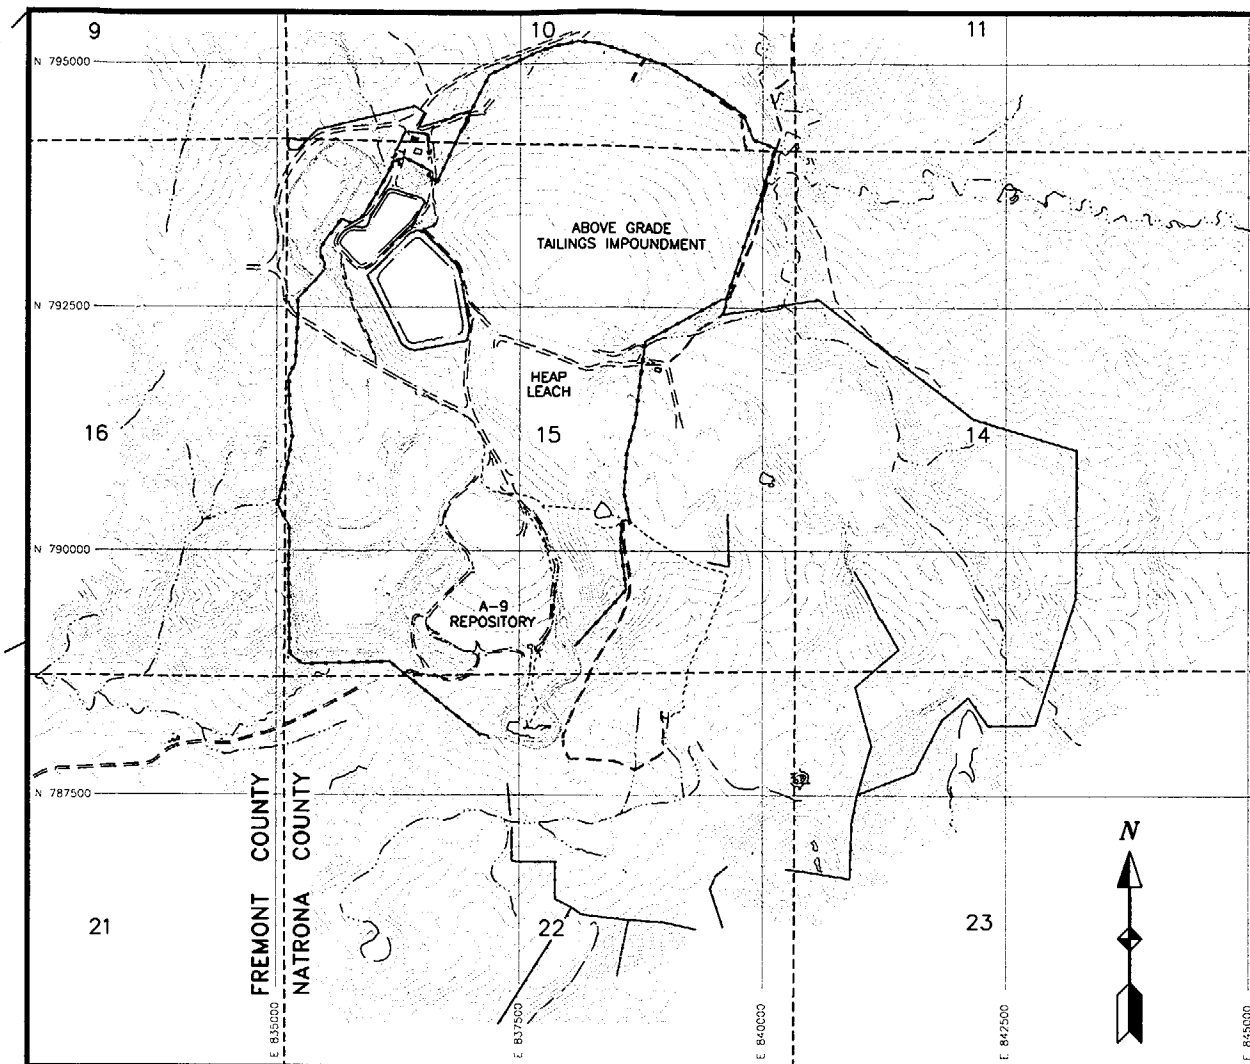 9
10
11
N 795000
ABOVE GRADE
TAILINGS IMPOUNDMENT
N 792500
HEAP
LEACH
16
15
14
N 790000
A-9
REPOSITORY
N 787500
FREMONT COUNTY
NATRONA COUNTY
N
21
22
23
E 835000
E 837500
E 840000
E 842500
E 845000